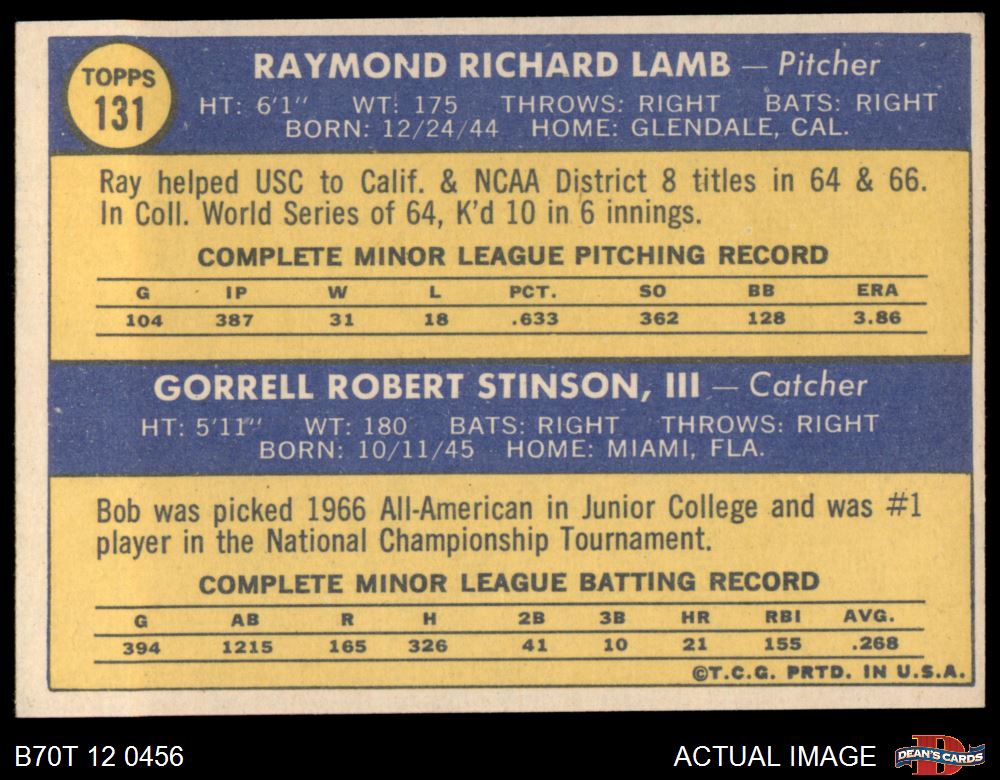 TOPPS
131
RAYMOND RICHARD LAMB — Pitcher
HT: 6'1" WT: 175 THROWS: RIGHT BATS: RIGHT
BORN: 12/24/44 HOME: GLENDALE, CAL.
Ray helped USC to Calif. & NCAA District 8 titles in 64 & 66.
In Coll. World Series of 64, K'd 10 in 6 innings.
COMPLETE MINOR LEAGUE PITCHING RECORD
G IP W L PCT. SO BB ERA
104 387 31 18 .633 362 128 3.86
GORRELL ROBERT STINSON, III — Catcher
HT: 5'11" WT: 180 BATS: RIGHT THROWS: RIGHT
BORN: 10/11/45 HOME: MIAMI, FLA.
Bob was picked 1966 All-American in Junior College and was #1
player in the National Championship Tournament.
COMPLETE MINOR LEAGUE BATTING RECORD
G AB R H 2B 3B HR RBI AVG.
394 1215 165 326 41 10 21 155 .268
©T.C.G. PRTD. IN U.S.A.
B70T 12 0456
ACTUAL IMAGE
D
DEAN'S CARDS